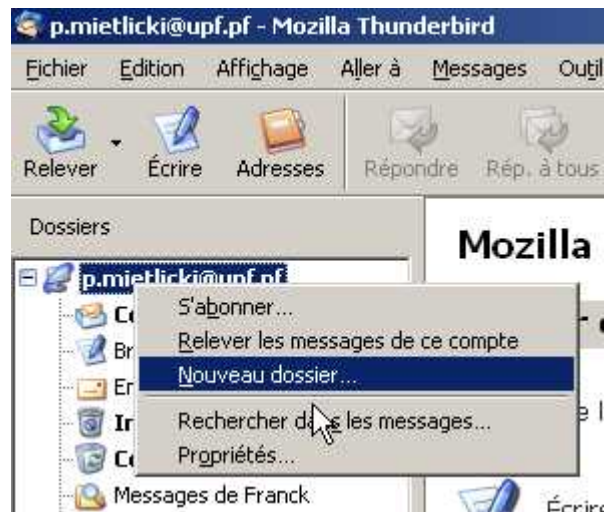 p.mietlicki@upf.pf - Mozilla Thunderbird
Fichier Edition Affichage Aller à Messages
Relever Écrire Adresses Répondre Rép. à tous
Dossiers
Mozilla
p.mietlicki@upf.pf
S'abonner...
Relever les messages de ce compte
Nouveau dossier...
Rechercher dans les messages...
Propriétés...
Messages de Franck